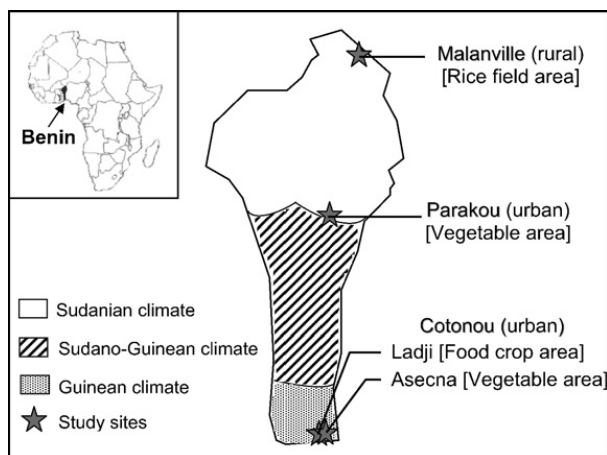 Benin
Malanville (rural)
[Rice field area]
Parakou (urban)
[Vegetable area]
Cotonou (urban)
Ladji [Food crop area]
Asecna [Vegetable area]
Sudanian climate
Sudano-Guinean climate
Guinean climate
Study sites